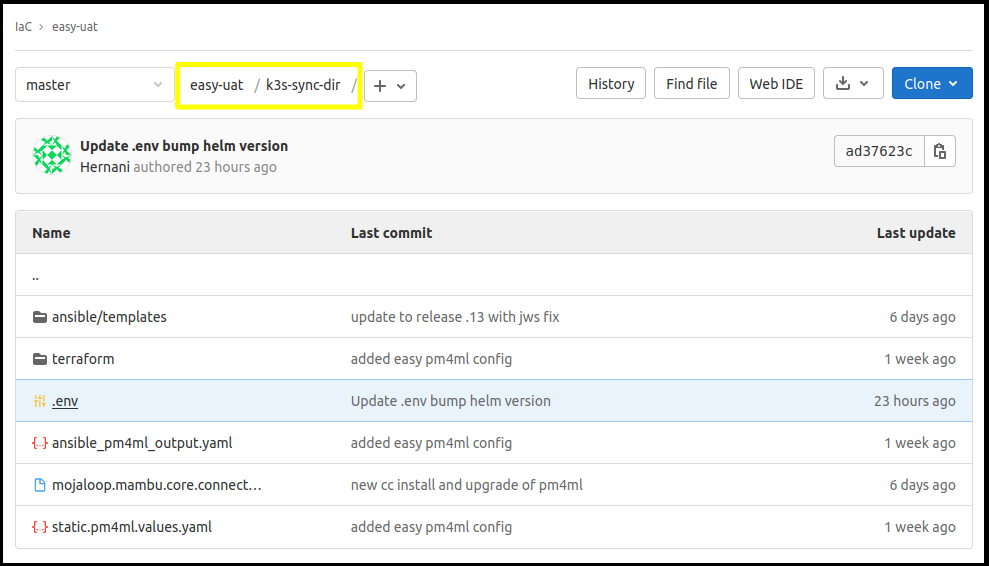 IaC › easy-uat
master easy-uat / k3s-sync-dir / + History Find file Web IDE Clone
Update .env bump helm version
Hernani authored 23 hours ago ad37623c
Name Last commit Last update
..
ansible/templates update to release .13 with jws fix 6 days ago
terraform added easy pm4ml config 1 week ago
.env Update .env bump helm version 23 hours ago
{..} ansible_pm4ml_output.yaml added easy pm4ml config 1 week ago
mojaloop.mambu.core.connect… new cc install and upgrade of pm4ml 6 days ago
{..} static.pm4ml.values.yaml added easy pm4ml config 1 week ago